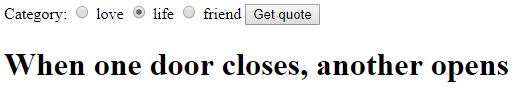 Category: love life friend Get quote
When one door closes, another opens